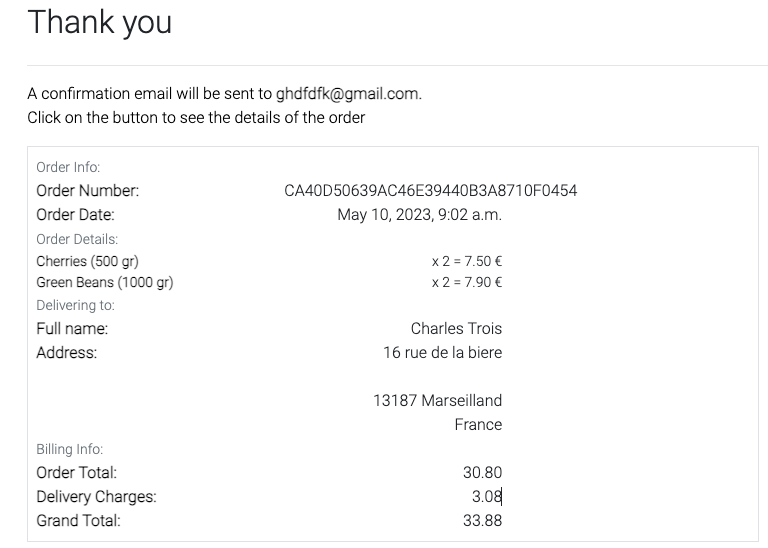 Thank you
A confirmation email will be sent to ghdfdfk@gmail.com.
Click on the button to see the details of the order
Order Info:
Order Number: CA40D50639AC46E39440B3A8710F0454
Order Date: May 10, 2023, 9:02 a.m.
Order Details:
Cherries (500 gr) x 2 = 7.50 €
Green Beans (1000 gr) x 2 = 7.90 €
Delivering to:
Full name: Charles Trois
Address: 16 rue de la biere
13187 Marseilland
France
Billing Info:
Order Total: 30.80
Delivery Charges: 3.08
Grand Total: 33.88